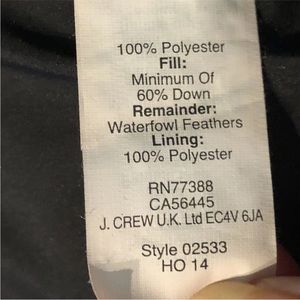 100% Polyester
Fill:
Minimum Of
60% Down
Remainder:
Waterfowl Feathers
Lining:
100% Polyester
RN77388
CA56445
J. CREW U.K. Ltd EC4V 6JA
Style 02533
HO 14